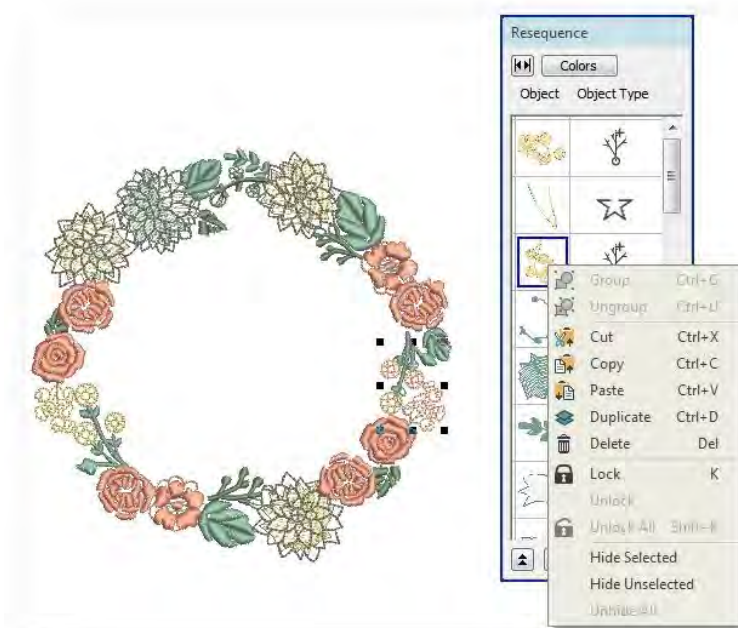 Resequence
Colors
Object Object Type
Group Ctrl+G
Ungroup Ctrl+U
Cut Ctrl+X
Copy Ctrl+C
Paste Ctrl+V
Duplicate Ctrl+D
Delete Del
Lock K
Unlock
Unlock All Shift+K
Hide Selected
Hide Unselected
Unhide All